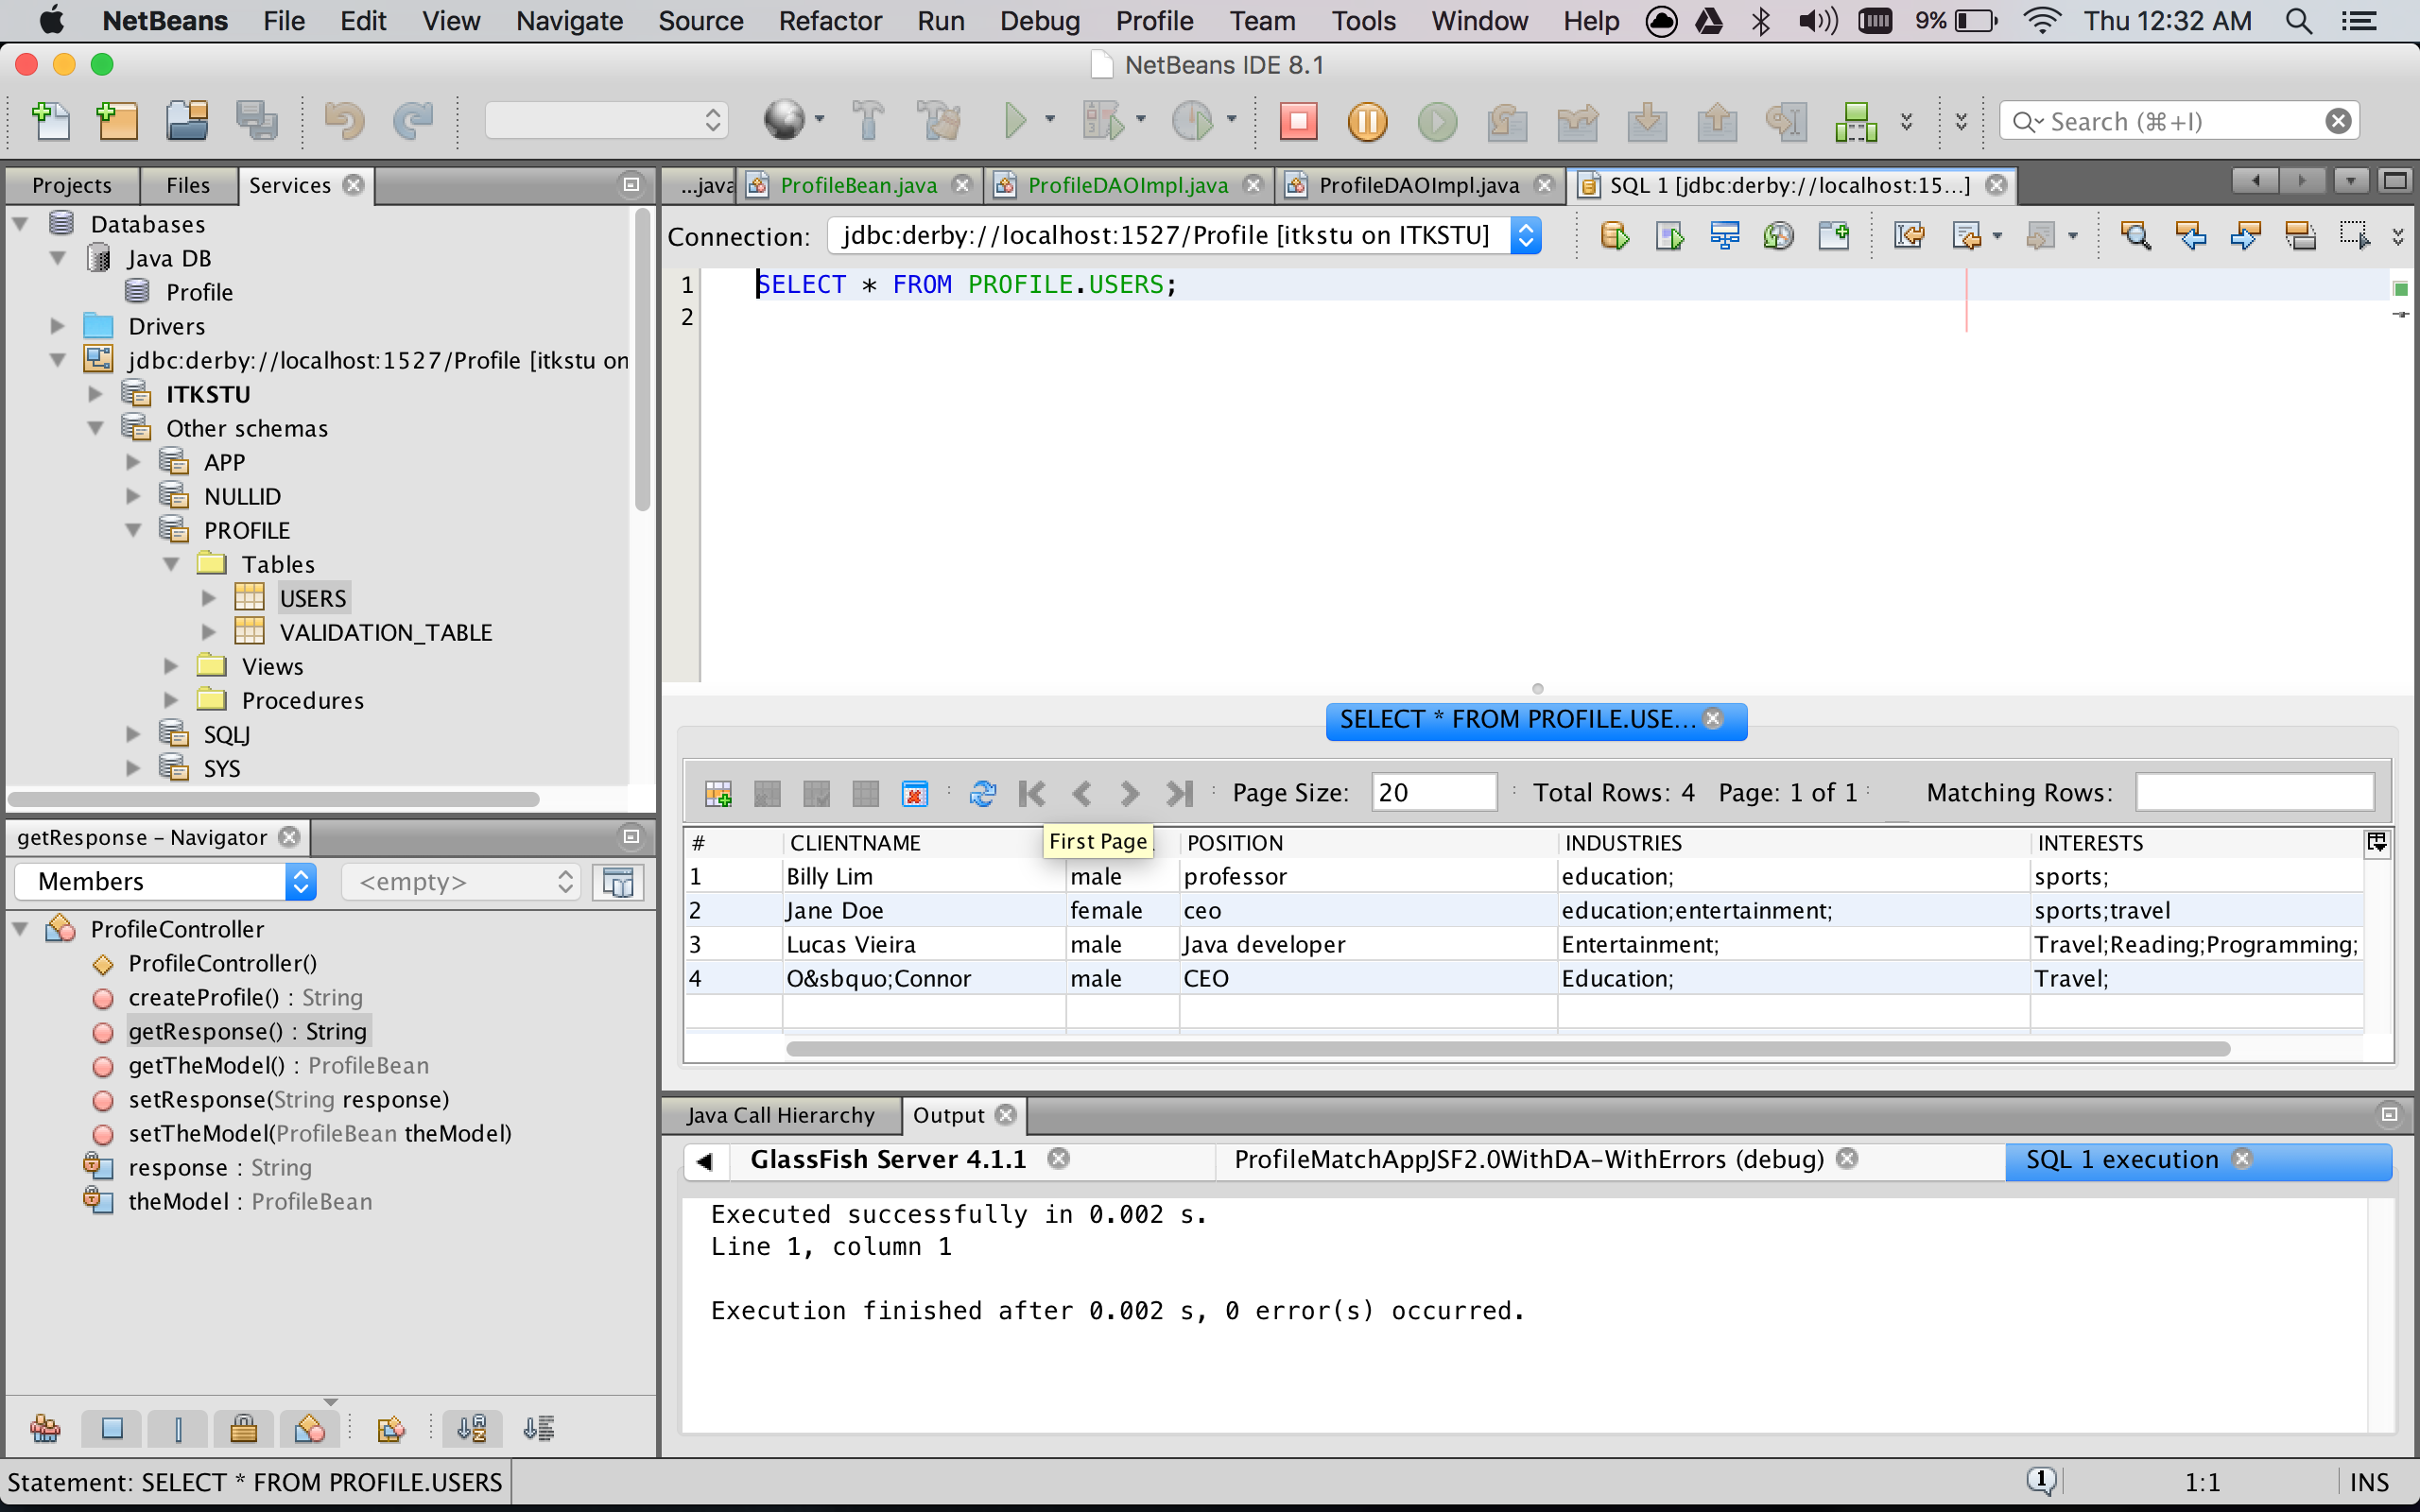 NetBeans File Edit View Navigate Source Refactor Run Debug Profile Team Tools Window Help 9% Thu 12:32 AM
NetBeans IDE 8.1
Search (⌘+I)
Projects Files Services
...java ProfileBean.java ProfileDAOImpl.java ProfileDAOImpl.java SQL 1 [jdbc:derby://localhost:15...]
Connection: jdbc:derby://localhost:1527/Profile [itkstu on ITKSTU]
Databases
Java DB
Profile
Drivers
jdbc:derby://localhost:1527/Profile [itkstu on
ITKSTU
Other schemas
APP
NULLID
PROFILE
Tables
USERS
VALIDATION_TABLE
Views
Procedures
SQLJ
SYS
1 SELECT * FROM PROFILE.USERS;
2
SELECT * FROM PROFILE.USE...
Page Size: 20 Total Rows: 4 Page: 1 of 1 Matching Rows:
First Page
# CLIENTNAME POSITION INDUSTRIES INTERESTS
1 Billy Lim male professor education; sports;
2 Jane Doe female ceo education;entertainment; sports;travel
3 Lucas Vieira male Java developer Entertainment; Travel;Reading;Programming;
4 O&sbquo;Connor male CEO Education; Travel;
getResponse - Navigator
Members <empty>
ProfileController
ProfileController()
createProfile() : String
getResponse() : String
getTheModel() : ProfileBean
setResponse(String response)
setTheModel(ProfileBean theModel)
response : String
theModel : ProfileBean
Java Call Hierarchy Output
GlassFish Server 4.1.1 ProfileMatchAppJSF2.0WithDA-WithErrors (debug) SQL 1 execution
Executed successfully in 0.002 s.
Line 1, column 1
Execution finished after 0.002 s, 0 error(s) occurred.
Statement: SELECT * FROM PROFILE.USERS
1 1:1 INS